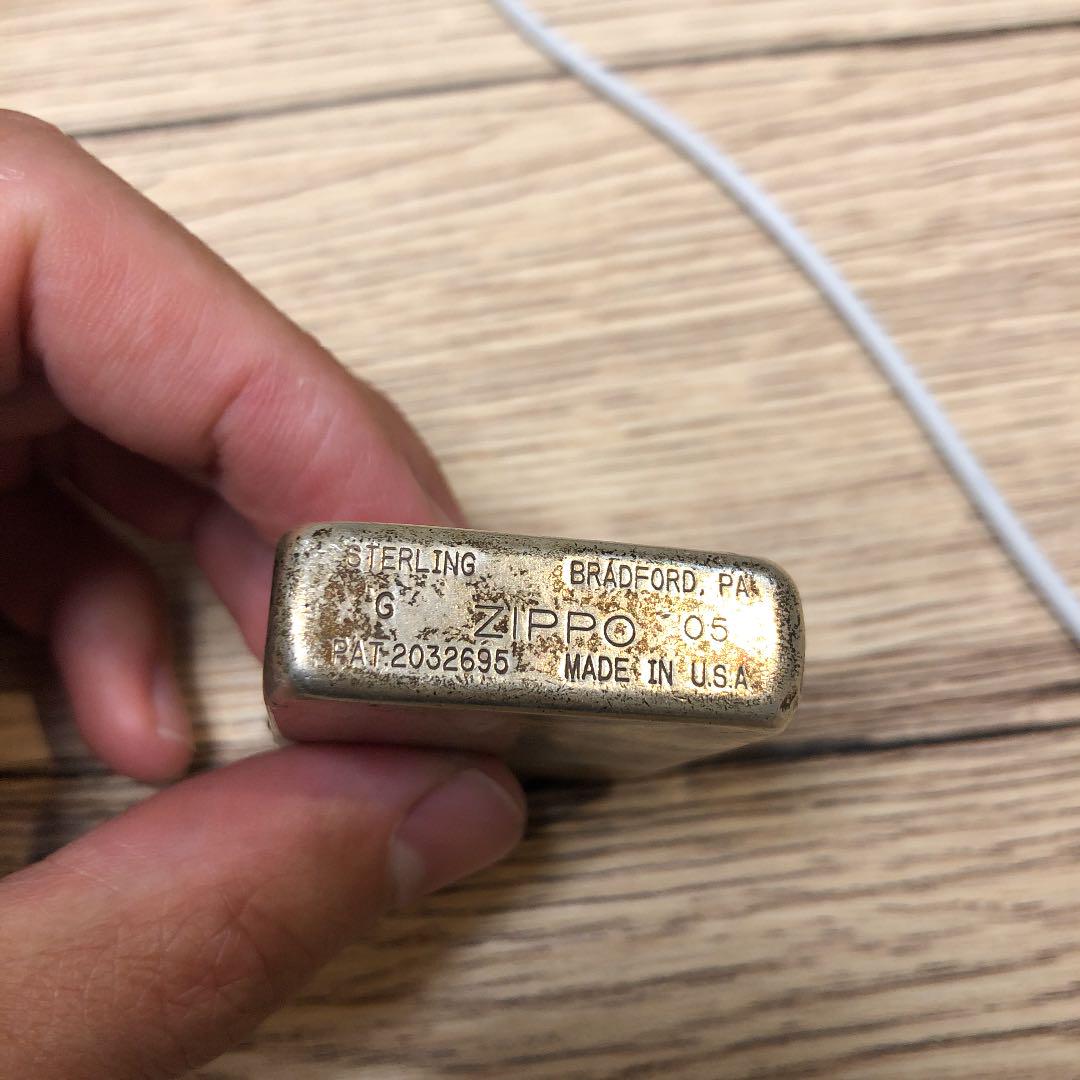 STERLING BRADFORD, PA.
G ZIPPO 05
PAT.2032695 MADE IN U.S.A